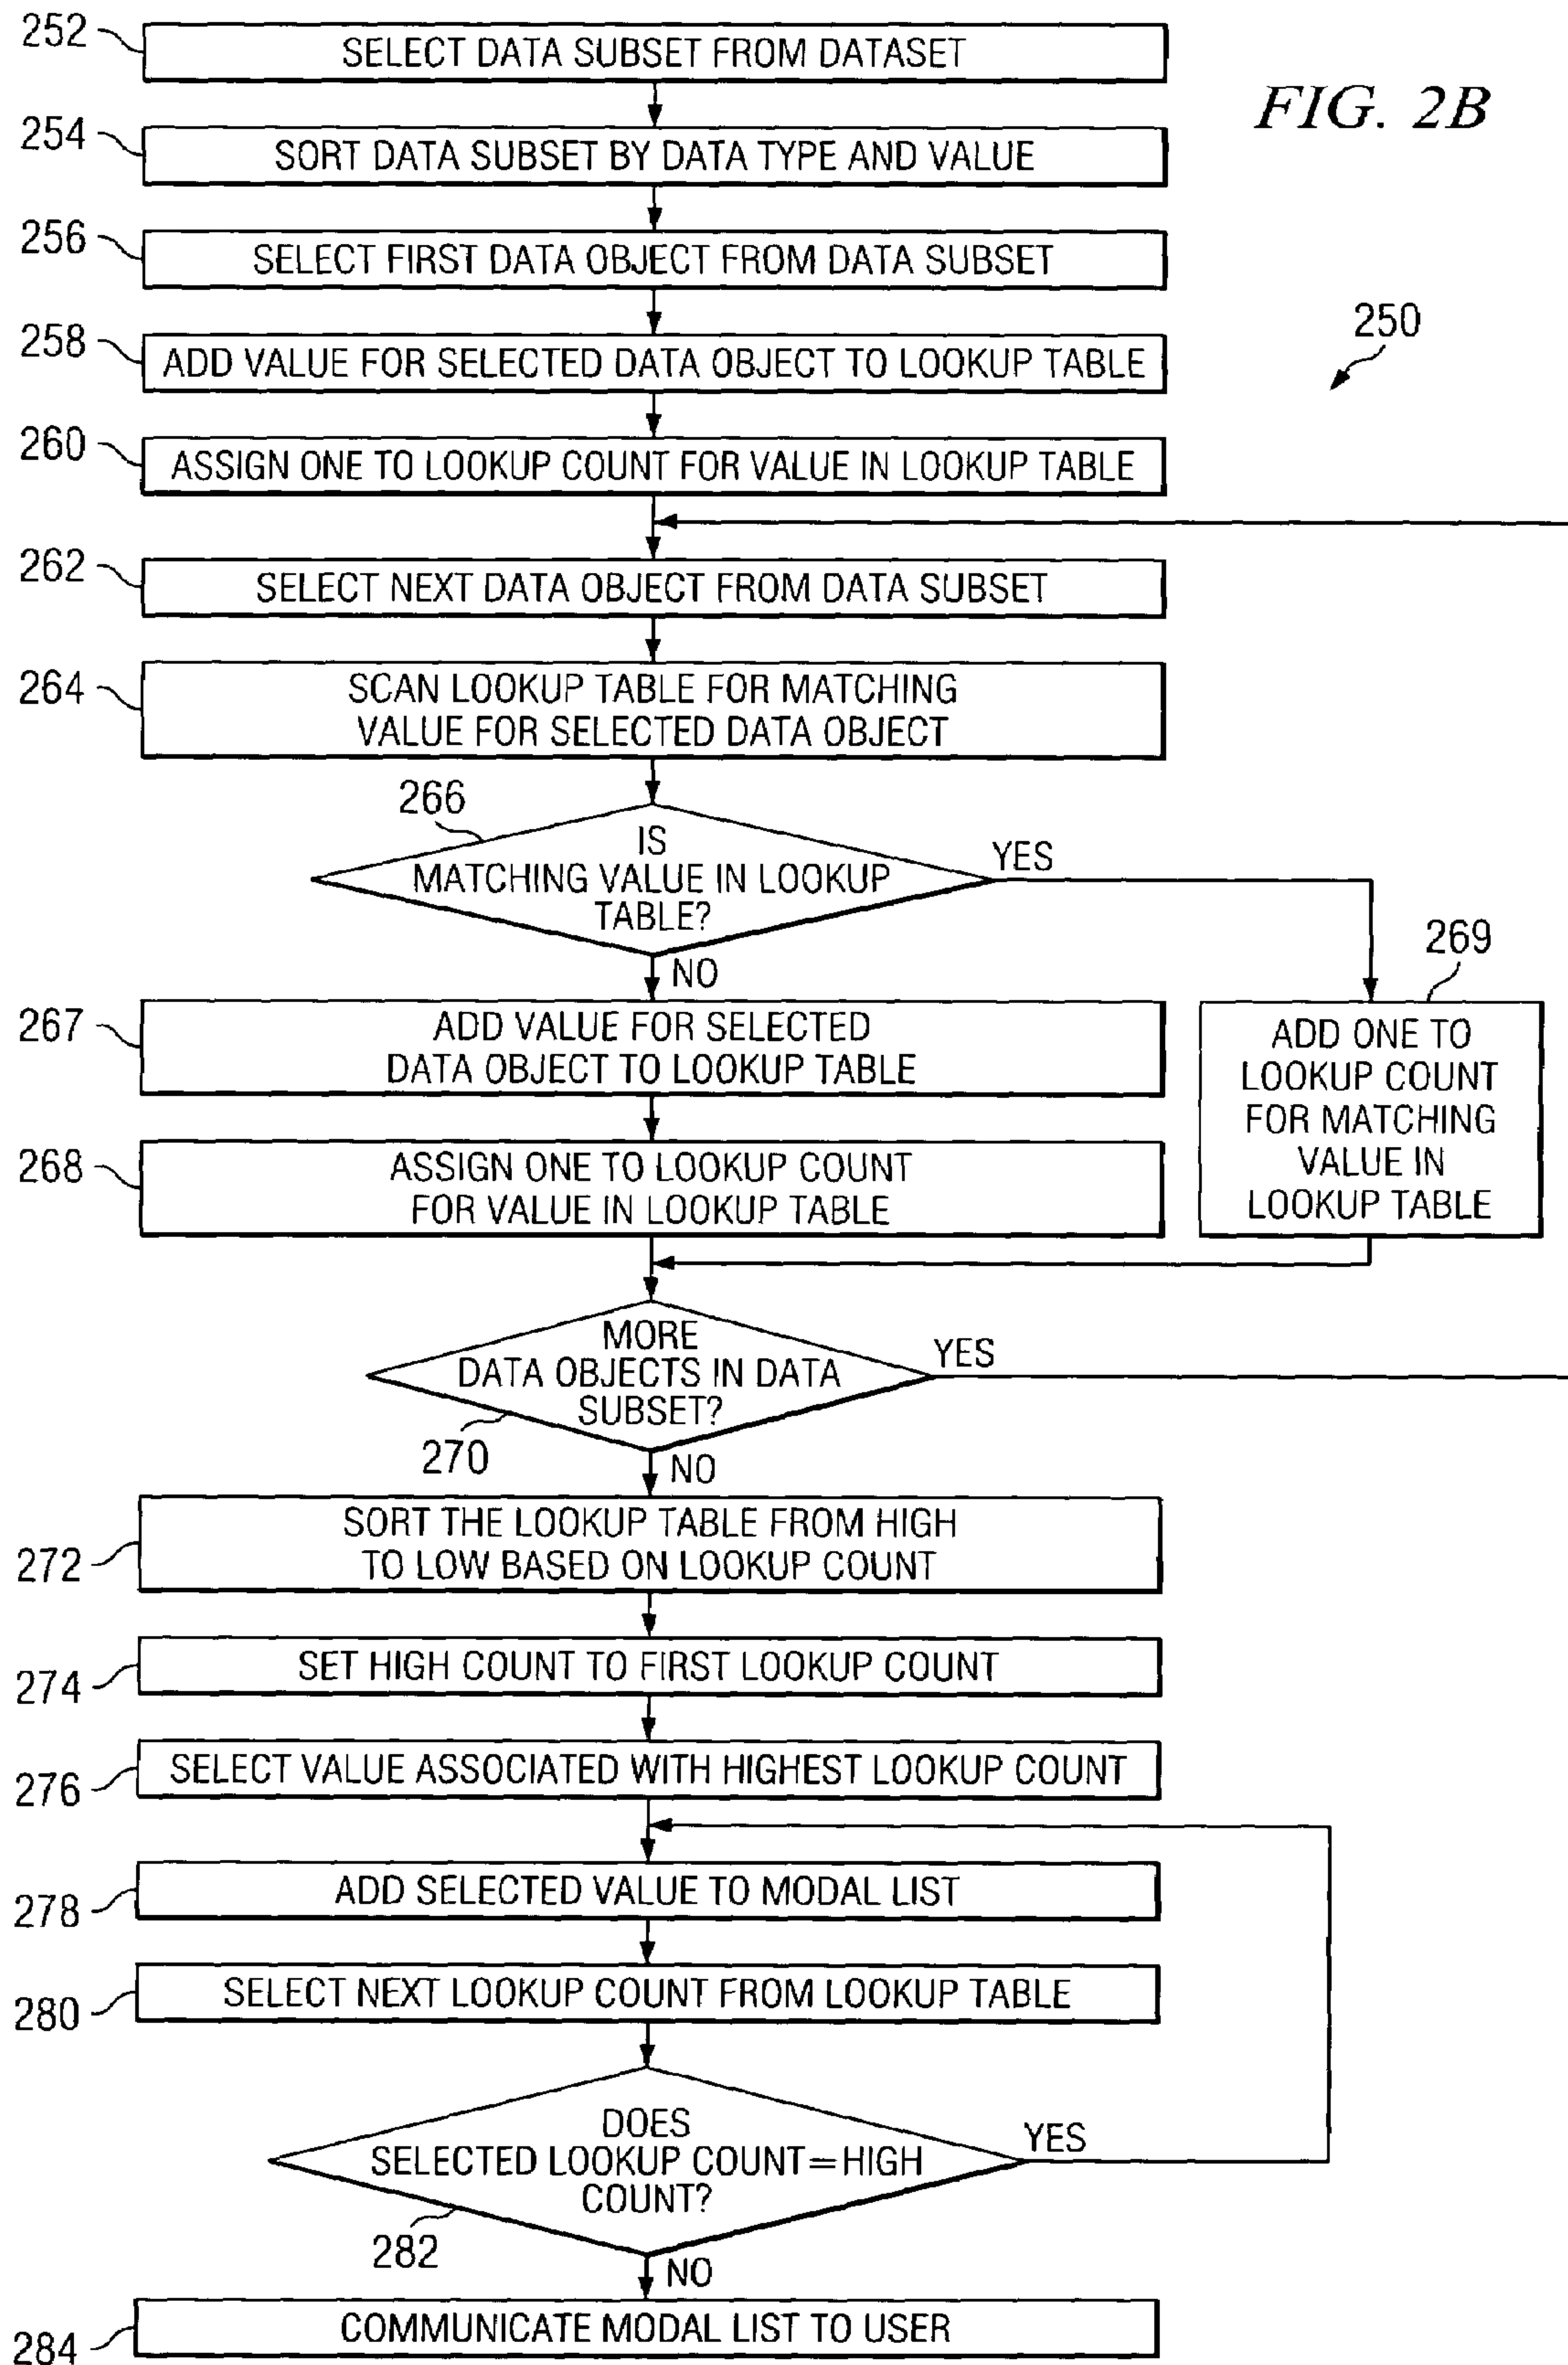 FIG. 2B
250
252
SELECT DATA SUBSET FROM DATASET
254
SORT DATA SUBSET BY DATA TYPE AND VALUE
256
SELECT FIRST DATA OBJECT FROM DATA SUBSET
258
ADD VALUE FOR SELECTED DATA OBJECT TO LOOKUP TABLE
260
ASSIGN ONE TO LOOKUP COUNT FOR VALUE IN LOOKUP TABLE
262
SELECT NEXT DATA OBJECT FROM DATA SUBSET
264
SCAN LOOKUP TABLE FOR MATCHING
VALUE FOR SELECTED DATA OBJECT
266
IS
MATCHING VALUE IN LOOKUP
TABLE?
YES
NO
267
ADD VALUE FOR SELECTED
DATA OBJECT TO LOOKUP TABLE
268
ASSIGN ONE TO LOOKUP COUNT
FOR VALUE IN LOOKUP TABLE
269
ADD ONE TO
LOOKUP COUNT
FOR MATCHING
VALUE IN
LOOKUP TABLE
MORE
DATA OBJECTS IN DATA
SUBSET?
270
YES
NO
272
SORT THE LOOKUP TABLE FROM HIGH
TO LOW BASED ON LOOKUP COUNT
274
SET HIGH COUNT TO FIRST LOOKUP COUNT
276
SELECT VALUE ASSOCIATED WITH HIGHEST LOOKUP COUNT
278
ADD SELECTED VALUE TO MODAL LIST
280
SELECT NEXT LOOKUP COUNT FROM LOOKUP TABLE
DOES
SELECTED LOOKUP COUNT=HIGH
COUNT?
282
YES
NO
284
COMMUNICATE MODAL LIST TO USER